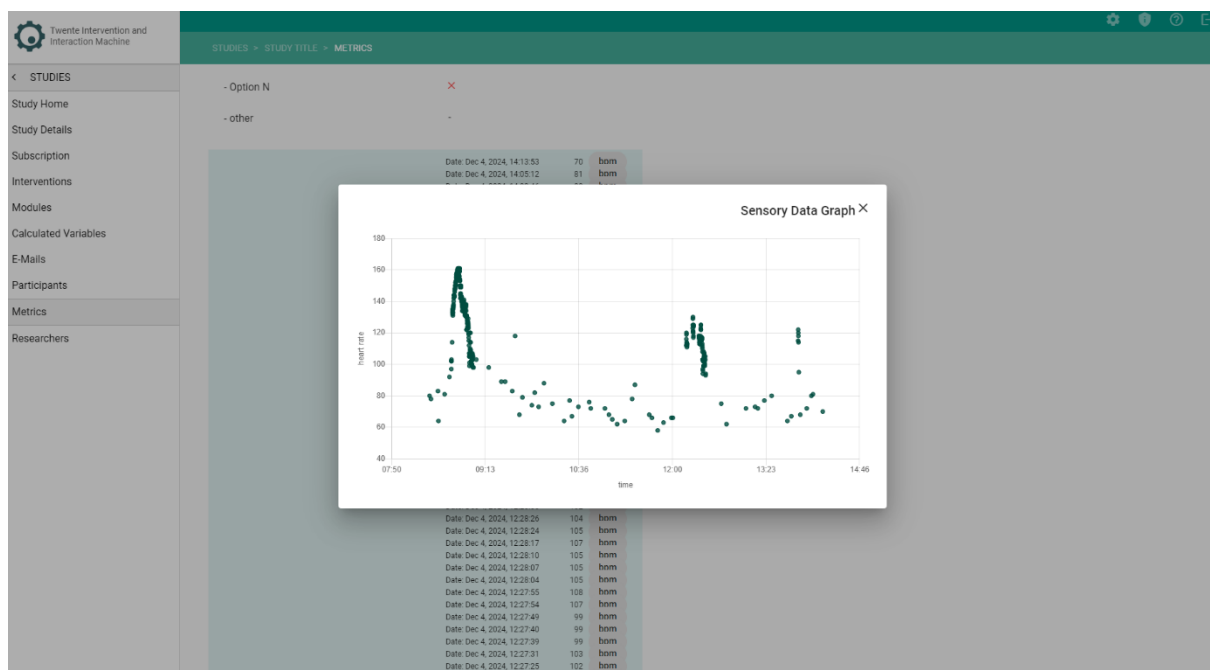 Twente Intervention and
Interaction Machine
STUDIES > STUDY TITLE > METRICS
< STUDIES
Study Home
Study Details
Subscription
Interventions
Modules
Calculated Variables
E-Mails
Participants
Metrics
Researchers
- Option N ×
- other -
Date: Dec 4, 2024, 14:13:53 70 bpm
Date: Dec 4, 2024, 14:05:12 81 bpm
Sensory Data Graph ×
180
160
140
120
100
80
60
40
heart rate
07:50 09:13 10:36 12:00 13:23 14:46
time
Date: Dec 4, 2024, 12:28:26 104 bpm
Date: Dec 4, 2024, 12:28:24 105 bpm
Date: Dec 4, 2024, 12:28:17 107 bpm
Date: Dec 4, 2024, 12:28:10 105 bpm
Date: Dec 4, 2024, 12:28:07 105 bpm
Date: Dec 4, 2024, 12:28:04 105 bpm
Date: Dec 4, 2024, 12:27:55 108 bpm
Date: Dec 4, 2024, 12:27:54 107 bpm
Date: Dec 4, 2024, 12:27:49 99 bpm
Date: Dec 4, 2024, 12:27:40 99 bpm
Date: Dec 4, 2024, 12:27:39 99 bpm
Date: Dec 4, 2024, 12:27:31 103 bpm
Date: Dec 4, 2024, 12:27:25 102 bpm